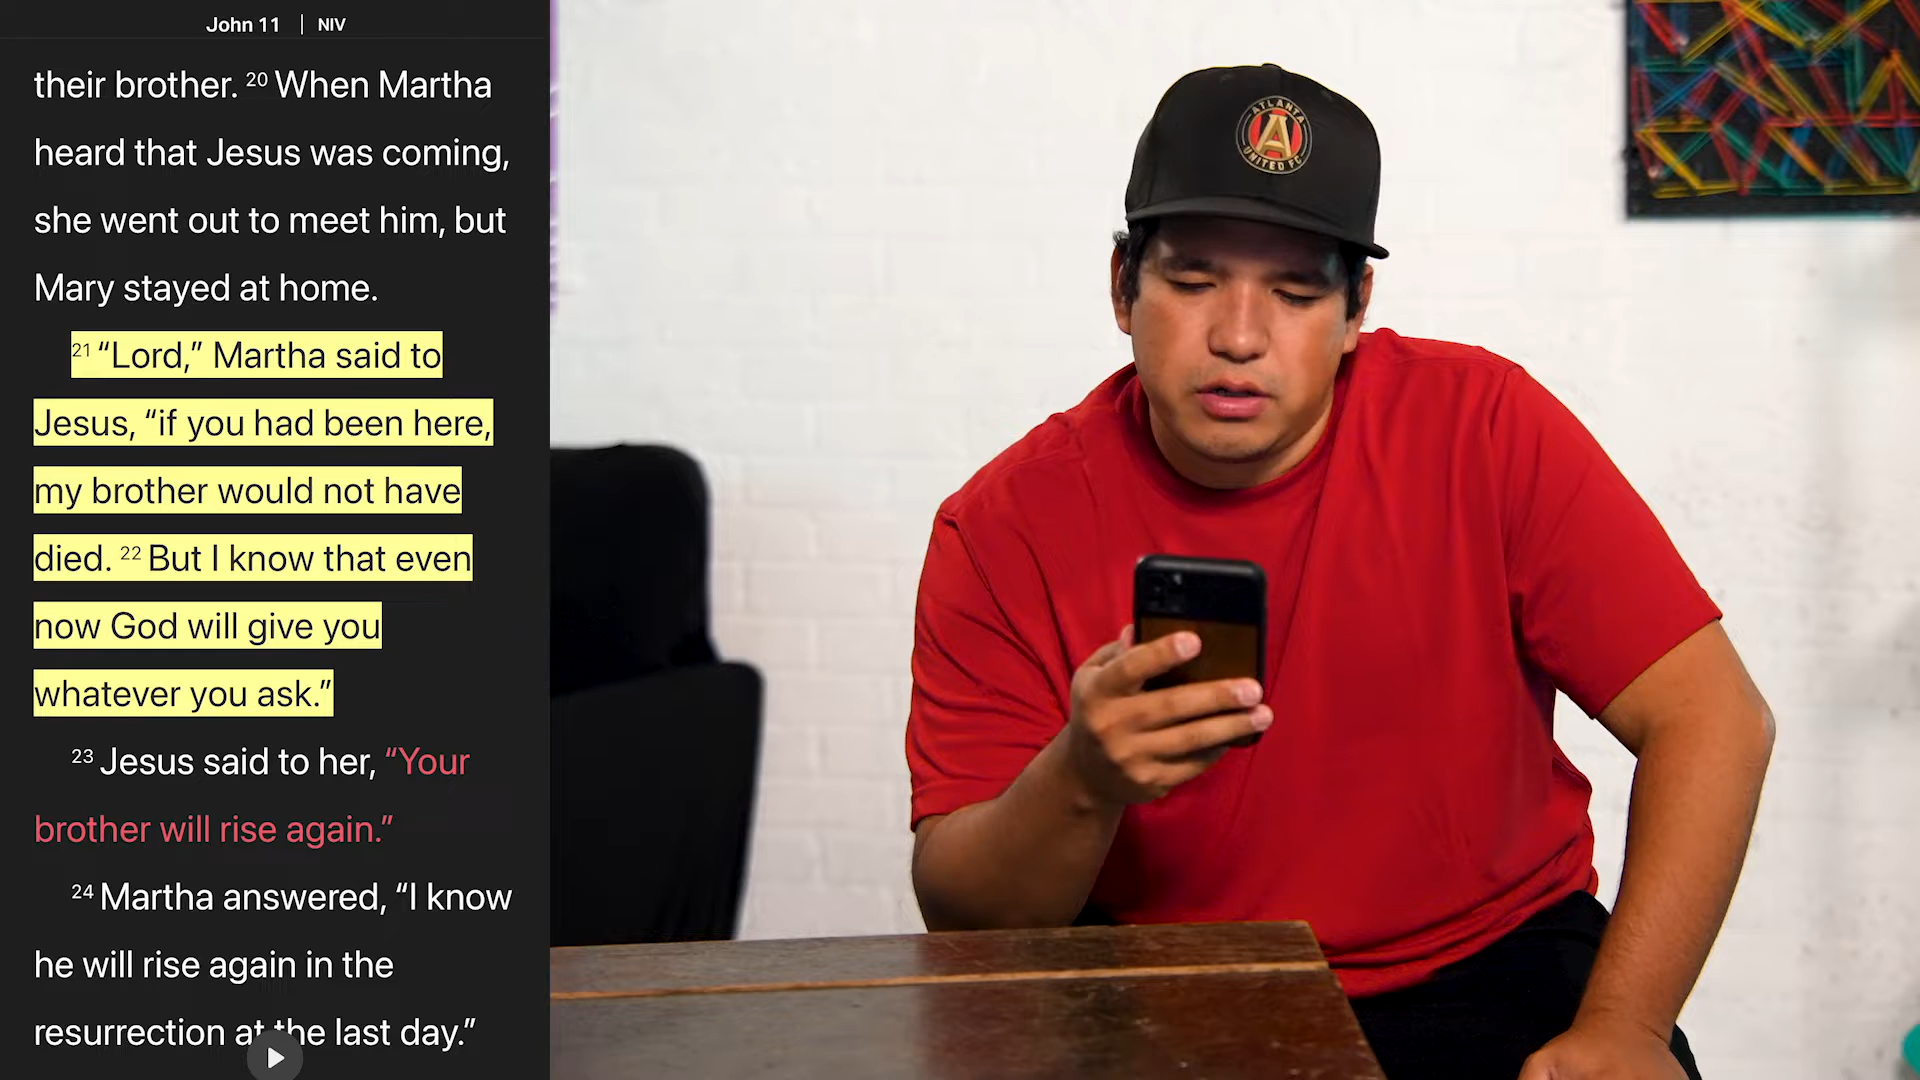 John 11 | NIV
their brother. 20 When Martha
heard that Jesus was coming,
she went out to meet him, but
Mary stayed at home.
21 “Lord,” Martha said to
Jesus, “if you had been here,
my brother would not have
died. 22 But I know that even
now God will give you
whatever you ask.”
23 Jesus said to her, “Your
brother will rise again.”
24 Martha answered, “I know
he will rise again in the
resurrection at the last day.”
ATLANTA
A
UNITED FC